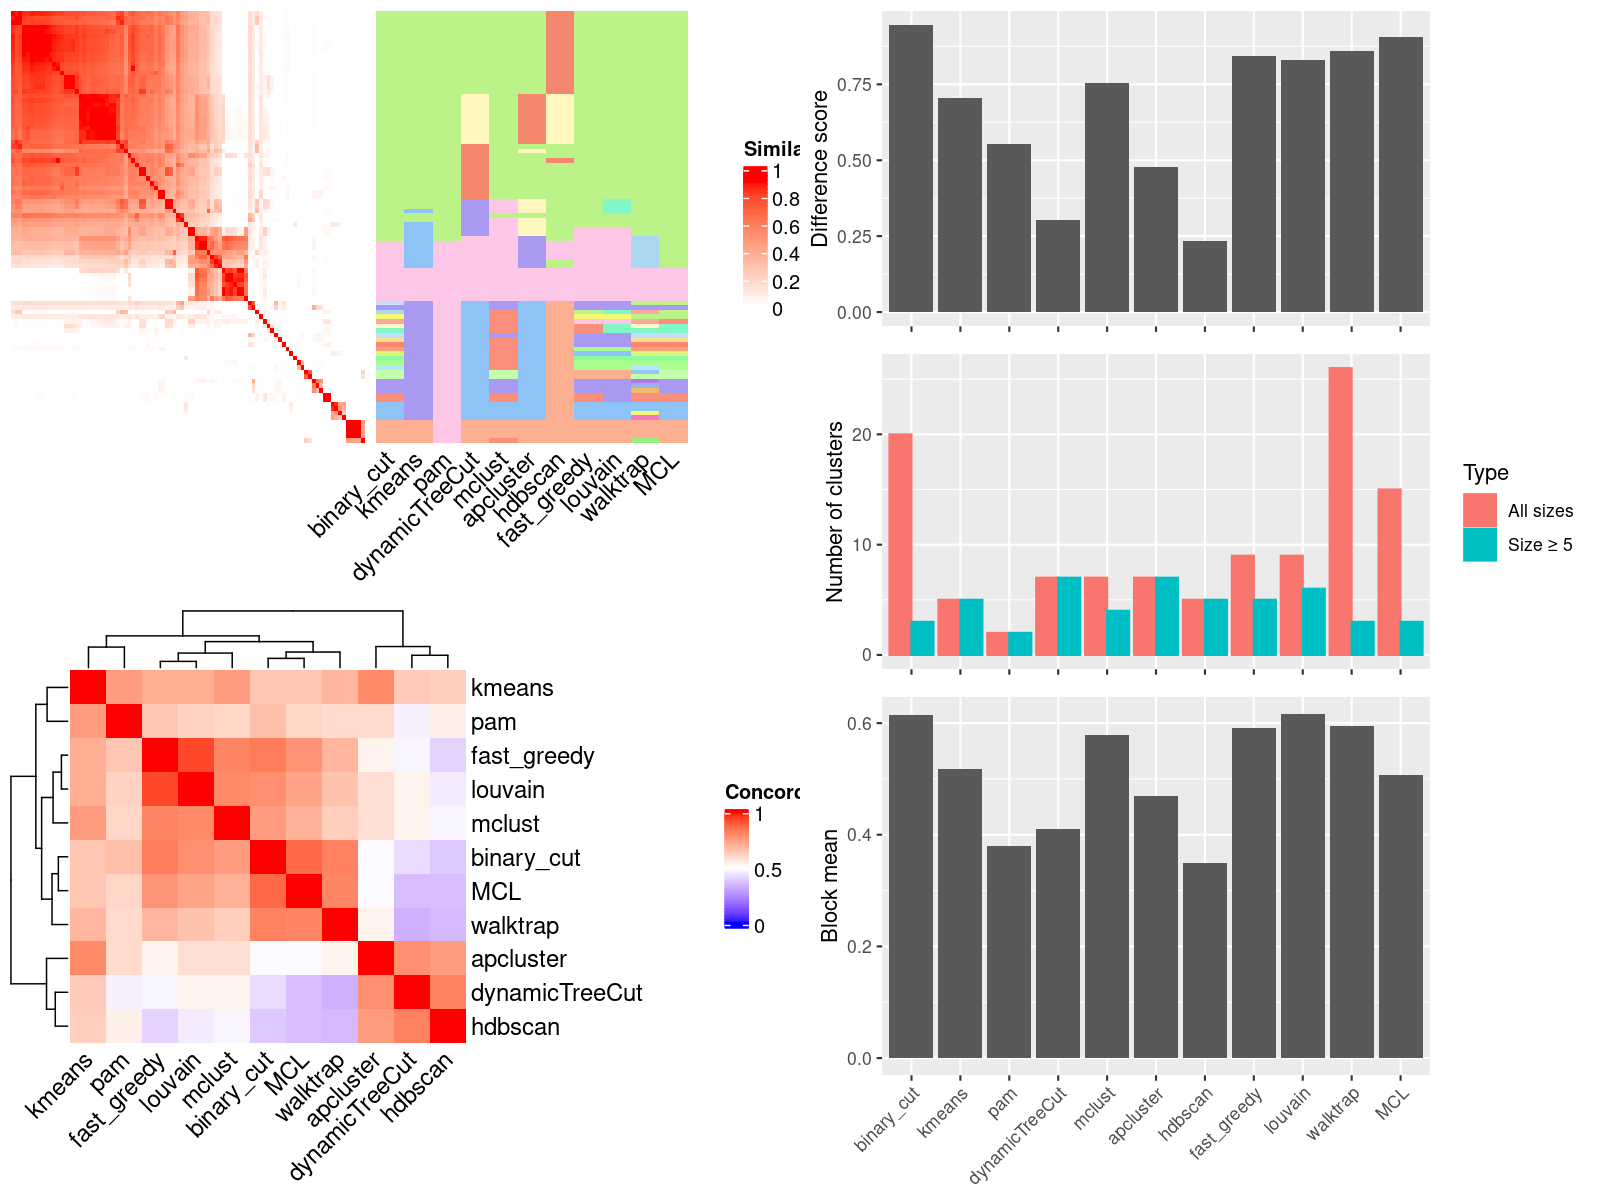 Simila
1
0.8
0.6
0.4
0.2
0
binary_cut
kmeans
pam
dynamicTreeCut
mclust
apcluster
hdbscan
fast_greedy
louvain
walktrap
MCL
kmeans
pam
fast_greedy
louvain
mclust
binary_cut
MCL
walktrap
apcluster
dynamicTreeCut
hdbscan
kmeans
pam
fast_greedy
louvain
mclust
binary_cut
MCL
walktrap
apcluster
dynamicTreeCut
hdbscan
Concord
1
0.5
0
Difference score
0.75
0.50
0.25
0.00
Number of clusters
20
10
0
Type
All sizes
Size ≥ 5
Block mean
0.6
0.4
0.2
0.0
binary_cut
kmeans
pam
dynamicTreeCut
mclust
apcluster
hdbscan
fast_greedy
louvain
walktrap
MCL